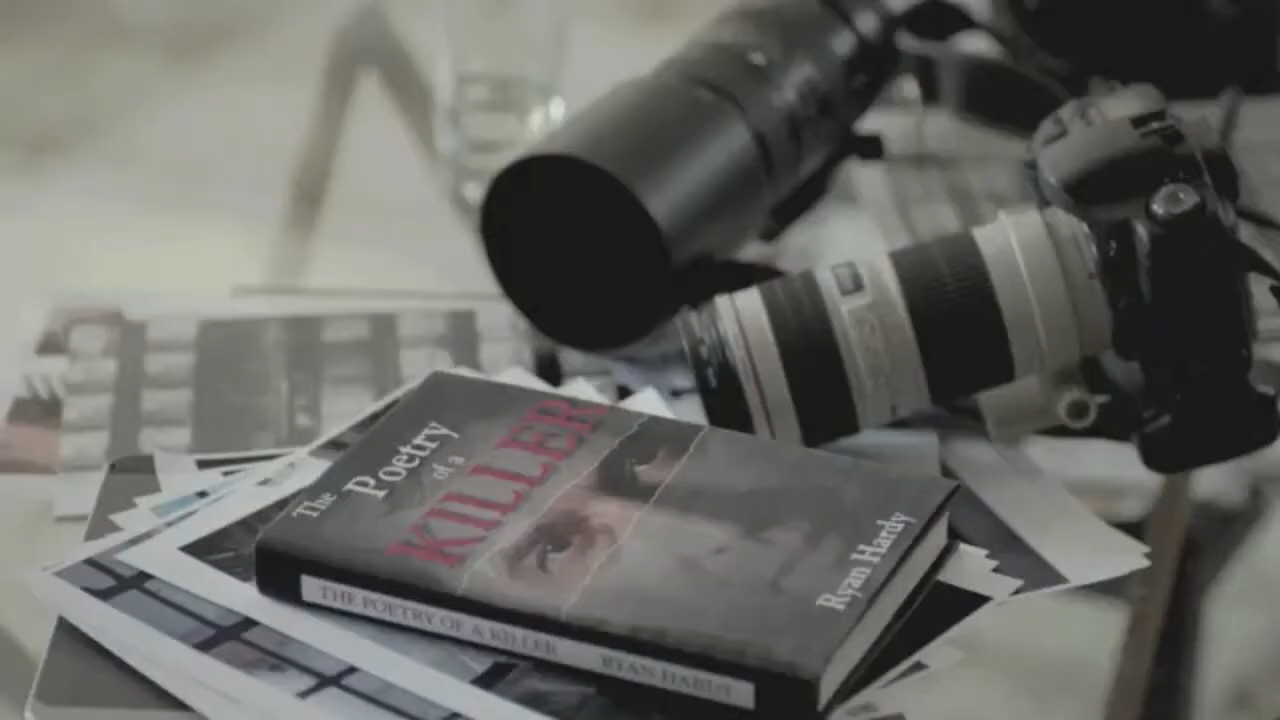 The
Poetry
of a
KILLER
Ryan Hardy
THE POETRY OF A KILLER RYAN HARDY